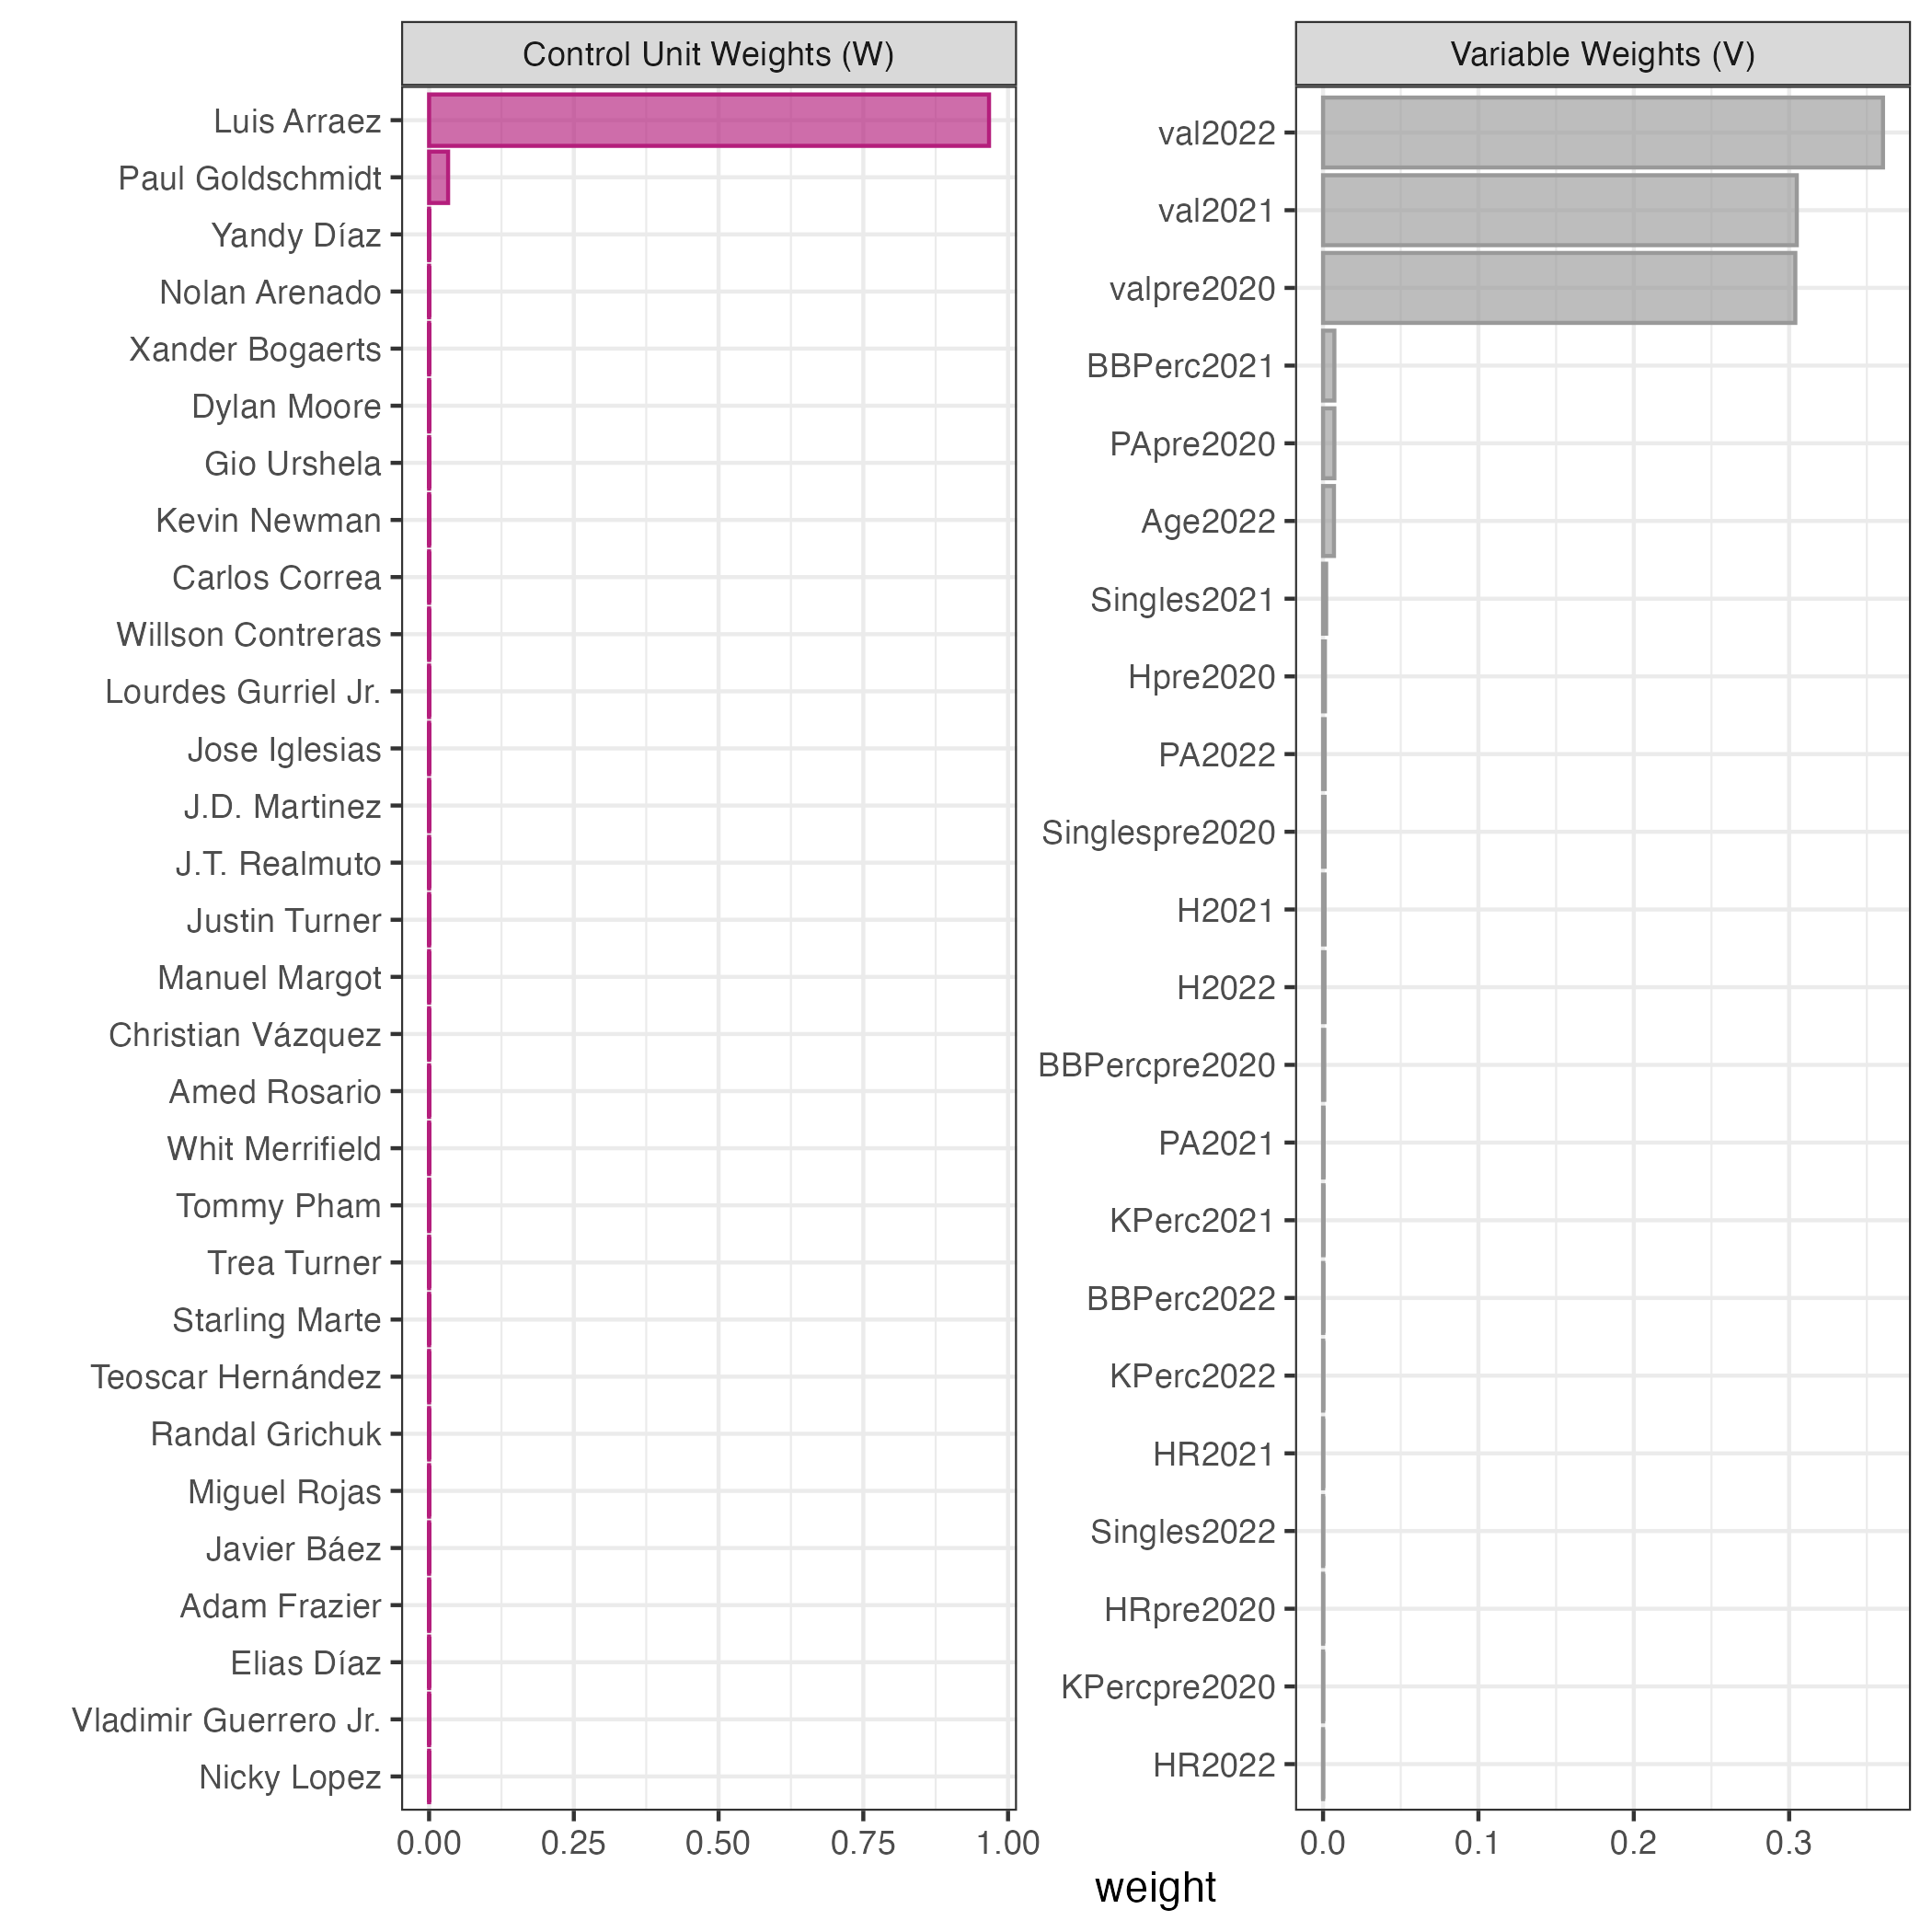 Control Unit Weights (W)
Luis Arraez
Paul Goldschmidt
Yandy Díaz
Nolan Arenado
Xander Bogaerts
Dylan Moore
Gio Urshela
Kevin Newman
Carlos Correa
Willson Contreras
Lourdes Gurriel Jr.
Jose Iglesias
J.D. Martinez
J.T. Realmuto
Justin Turner
Manuel Margot
Christian Vázquez
Amed Rosario
Whit Merrifield
Tommy Pham
Trea Turner
Starling Marte
Teoscar Hernández
Randal Grichuk
Miguel Rojas
Javier Báez
Adam Frazier
Elias Díaz
Vladimir Guerrero Jr.
Nicky Lopez
0.00 0.25 0.50 0.75 1.00
Variable Weights (V)
val2022
val2021
valpre2020
BBPerc2021
PApre2020
Age2022
Singles2021
Hpre2020
PA2022
Singlespre2020
H2021
H2022
BBPercpre2020
PA2021
KPerc2021
BBPerc2022
KPerc2022
HR2021
Singles2022
HRpre2020
KPercpre2020
HR2022
0.0 0.1 0.2 0.3
weight